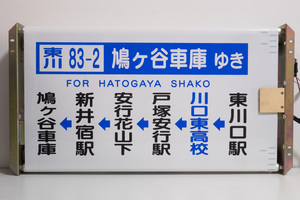 東川 83-2 鳩ヶ谷車庫 ゆき
FOR HATOGAYA SHAKO
東川口駅
川口東高校
戸塚安行駅
安行花山下
新井宿駅
鳩ヶ谷車庫